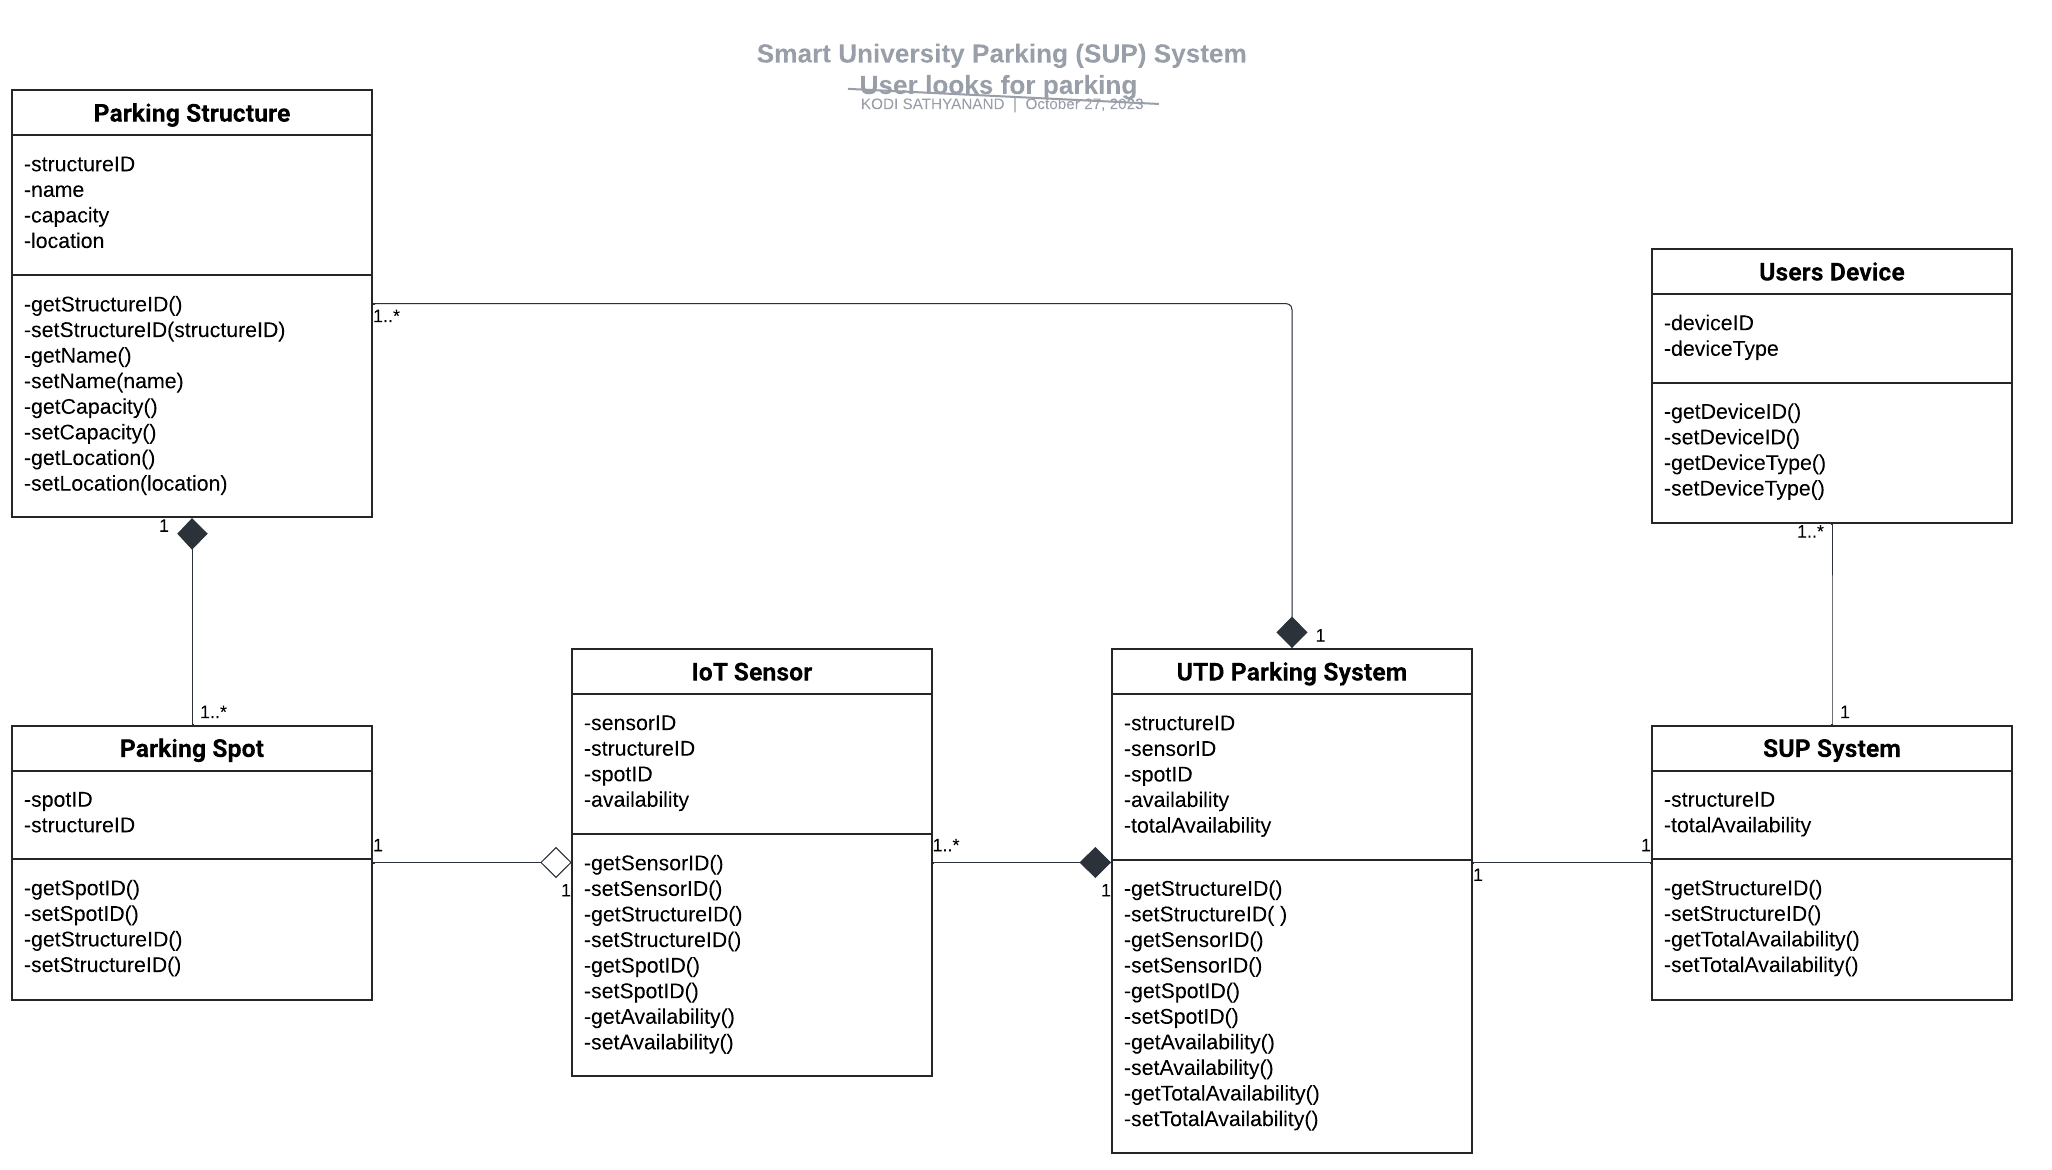 Smart University Parking (SUP) System
User looks for parking
KODI SATHYANAND | October 27, 2023
Parking Structure
-structureID
-name
-capacity
-location
-getStructureID()
-setStructureID(structureID)
-getName()
-setName(name)
-getCapacity()
-setCapacity()
-getLocation()
-setLocation(location)
1..*
1
1
1..*
Users Device
-deviceID
-deviceType
-getDeviceID()
-setDeviceID()
-getDeviceType()
-setDeviceType()
1..*
1
Parking Spot
-spotID
-structureID
-getSpotID()
-setSpotID()
-getStructureID()
-setStructureID()
1
1
IoT Sensor
-sensorID
-structureID
-spotID
-availability
-getSensorID()
-setSensorID()
-getStructureID()
-setStructureID()
-getSpotID()
-setSpotID()
-getAvailability()
-setAvailability()
1..*
1
UTD Parking System
-structureID
-sensorID
-spotID
-availability
-totalAvailability
-getStructureID()
-setStructureID( )
-getSensorID()
-setSensorID()
-getSpotID()
-setSpotID()
-getAvailability()
-setAvailability()
-getTotalAvailability()
-setTotalAvailability()
1
1
SUP System
-structureID
-totalAvailability
-getStructureID()
-setStructureID()
-getTotalAvailability()
-setTotalAvailability()